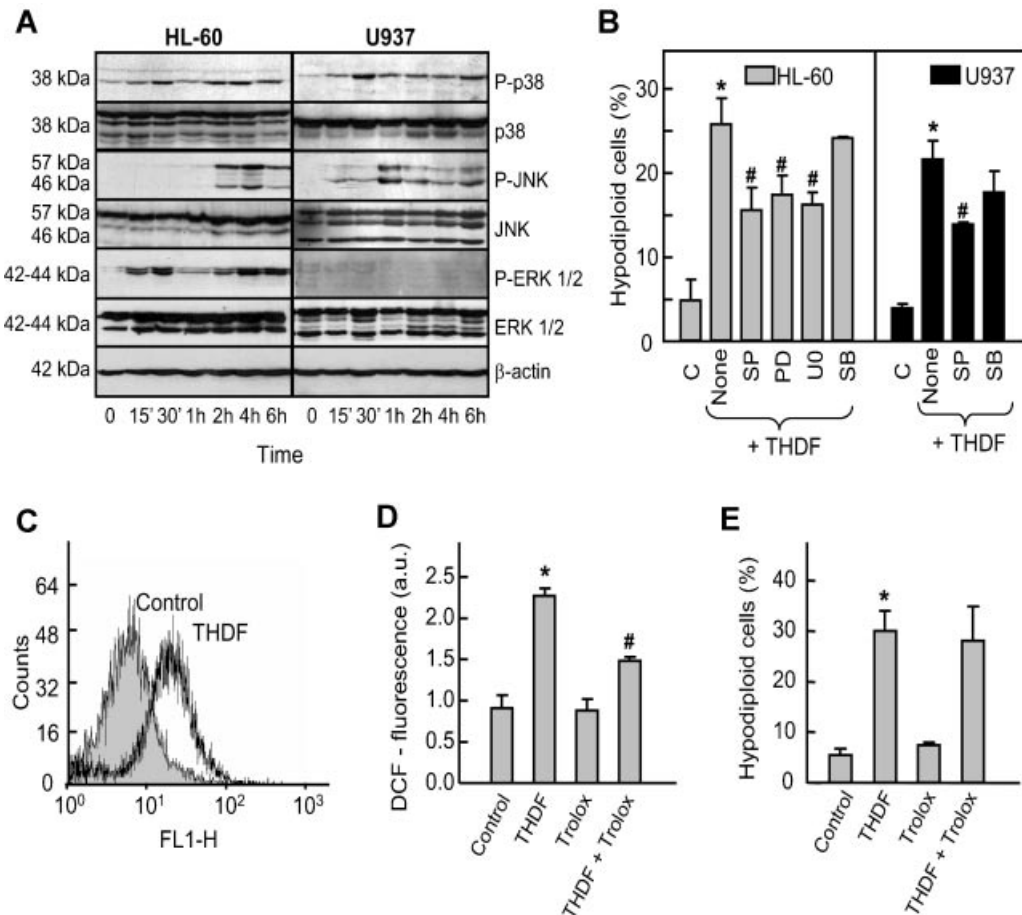 A
HL-60 U937
38 kDa P-p38
38 kDa p38
57 kDa
46 kDa P-JNK
57 kDa
46 kDa JNK
42-44 kDa P-ERK 1/2
42-44 kDa ERK 1/2
42 kDa β-actin
0 15' 30' 1h 2h 4h 6h 0 15' 30' 1h 2h 4h 6h
Time
B
Hypodiploid cells (%)
30
20
10
0
HL-60 U937
* # # # * #
C None SP PD U0 SB C None SP SB
+ THDF + THDF
C
Counts
64
48
32
16
0
Control
THDF
10⁰ 10¹ 10² 10³
FL1-H
D
DCF - fluorescence (a.u.)
2.5
2.0
1.5
1.0
0.5
0.0
* #
Control THDF Trolox THDF + Trolox
E
Hypodiploid cells (%)
40
30
20
10
0
*
Control THDF Trolox THDF + Trolox